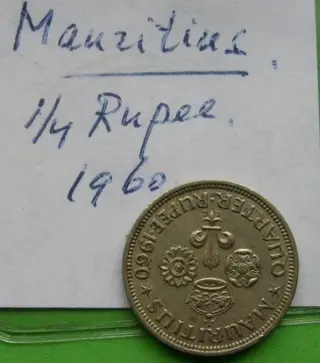 Mauritius.
1/4 Rupee.
1960
QUARTER·RUPEE·1960
MAURITIUS